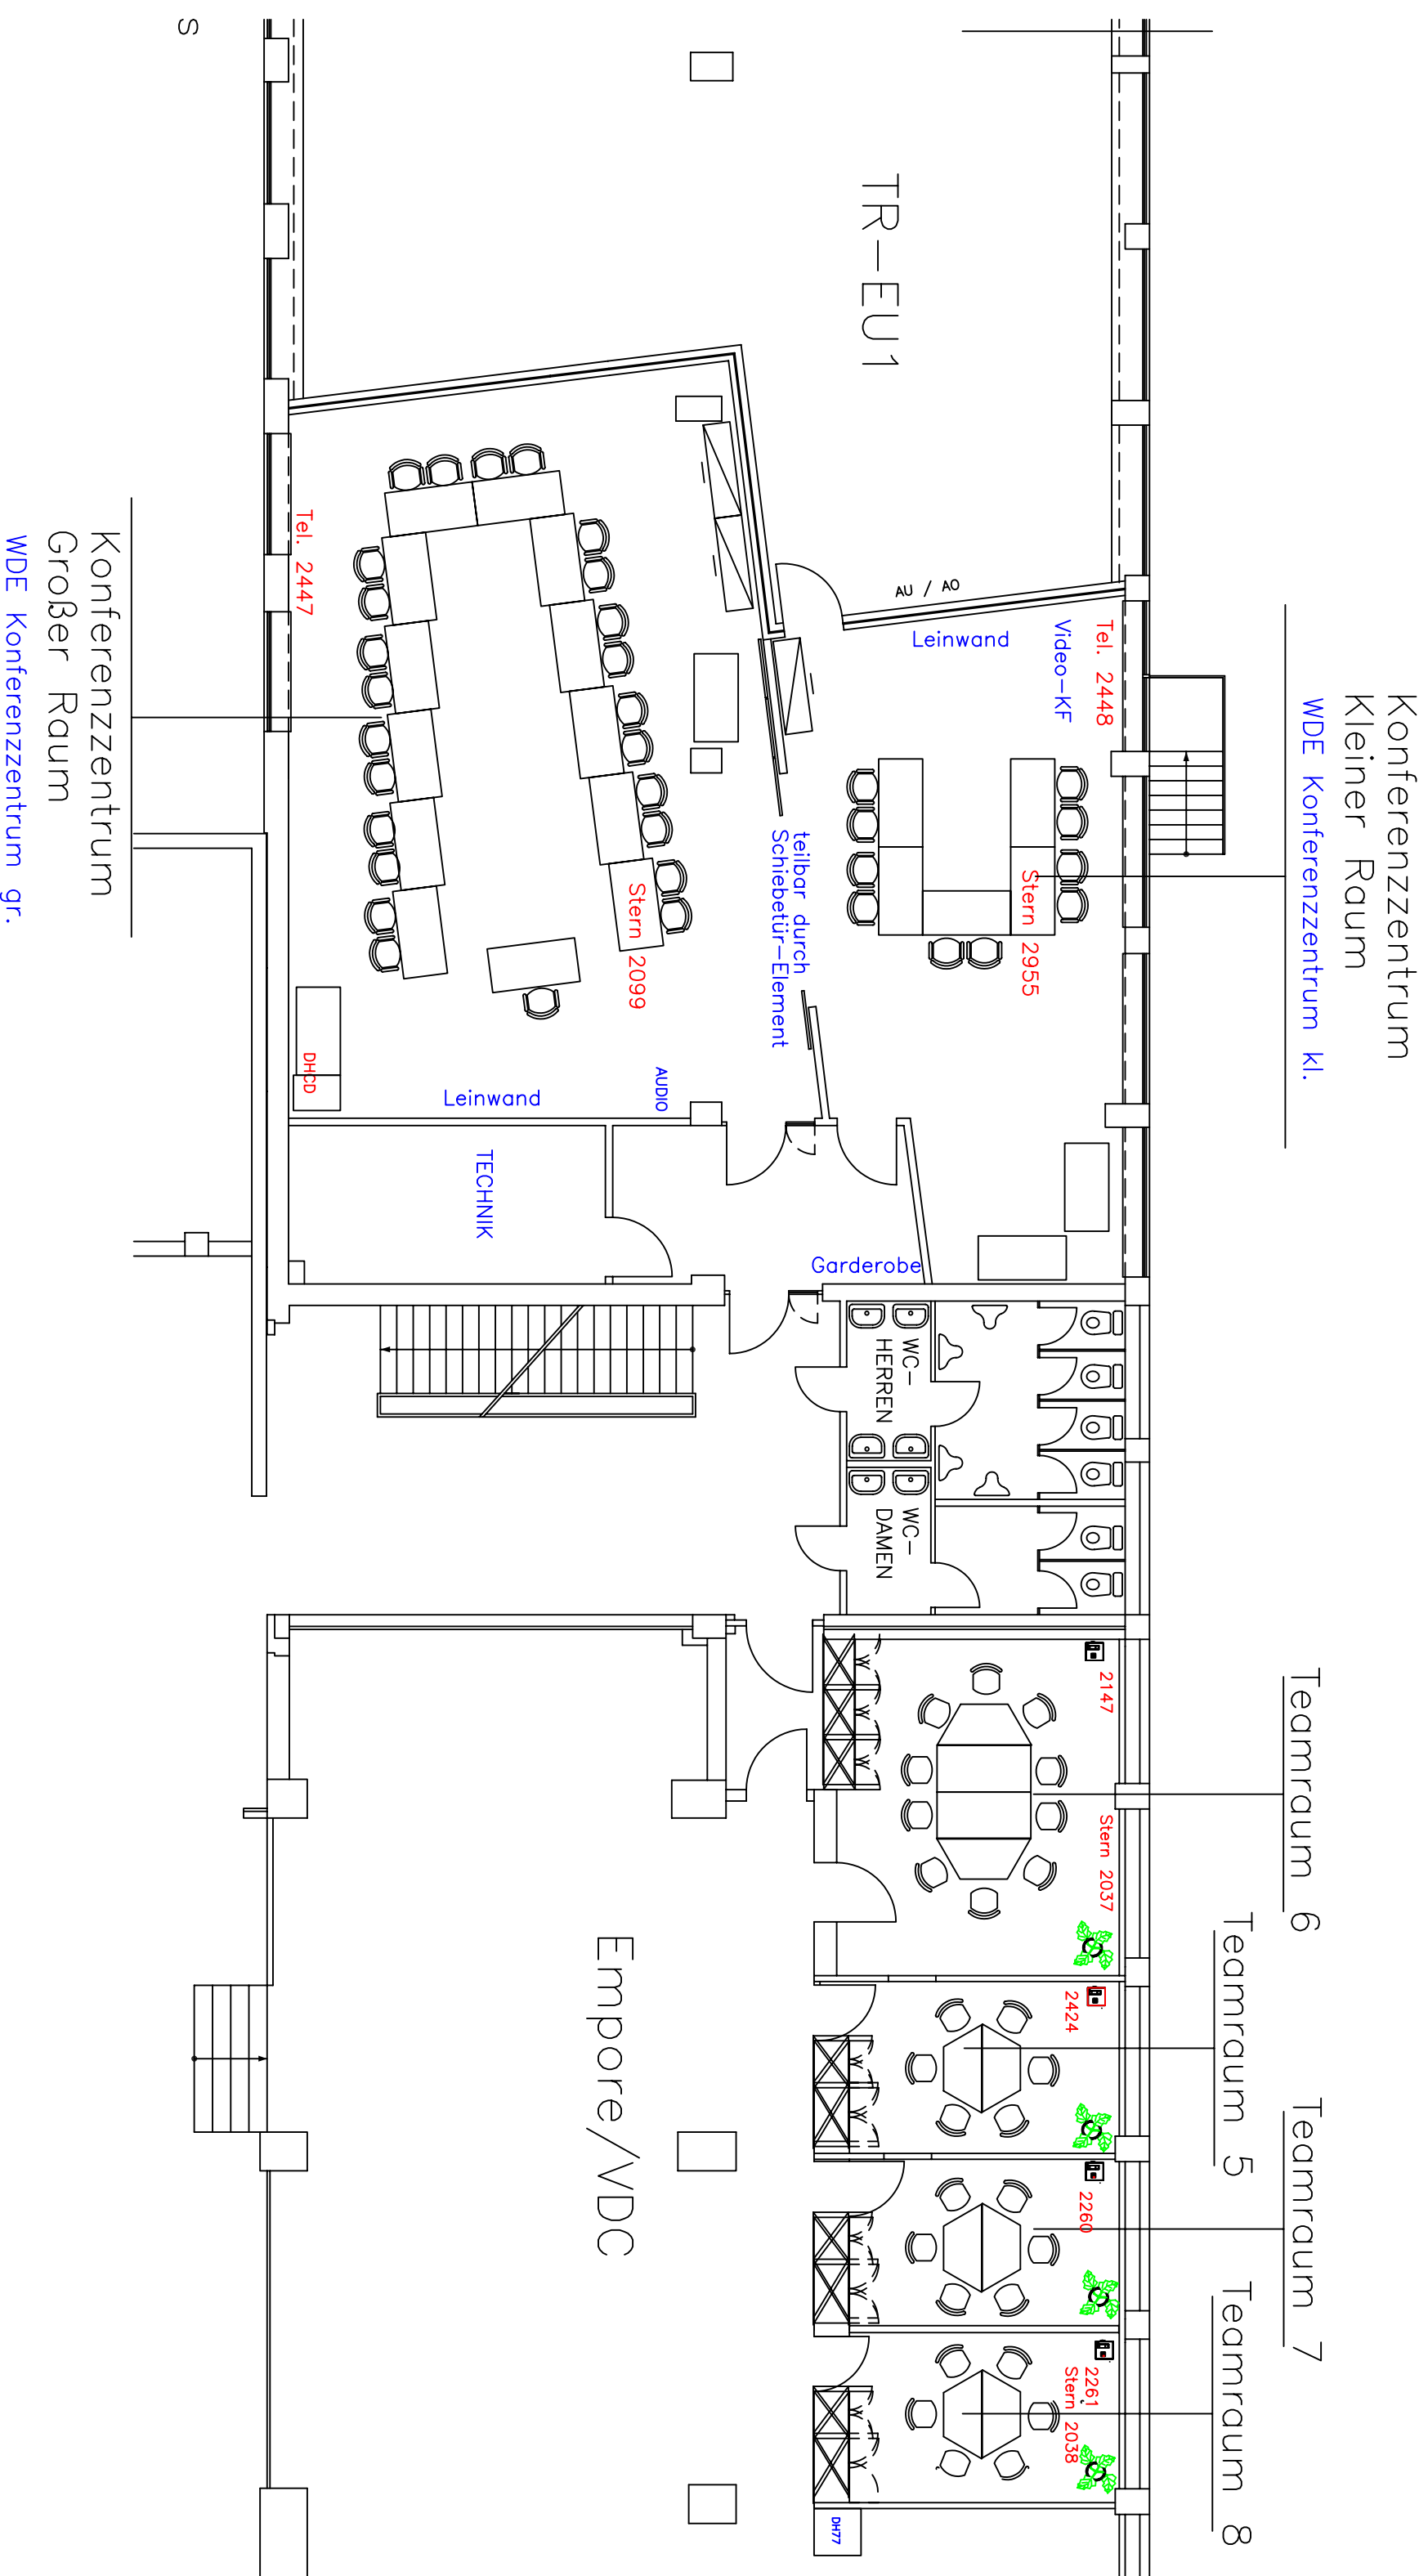 Konferenzzentrum
Kleiner Raum
WDE Konferenzzentrum kl.
Teamraum 6
Teamraum 5
Teamraum 7
Teamraum 8
S
TR-EU1
AU / AO
Leinwand
Video-KF
Tel. 2448
Stern 2955
teilbar durch
Schiebetür-Element
Tel. 2447
Stern 2099
DHCD
Leinwand
AUDIO
TECHNIK
Garderobe
WC-
HERREN
WC-
DAMEN
2147
Stern 2037
2424
2260
2261
Stern 2038
DH77
Empore/VDC
Konferenzzentrum
Großer Raum
WDE Konferenzzentrum gr.